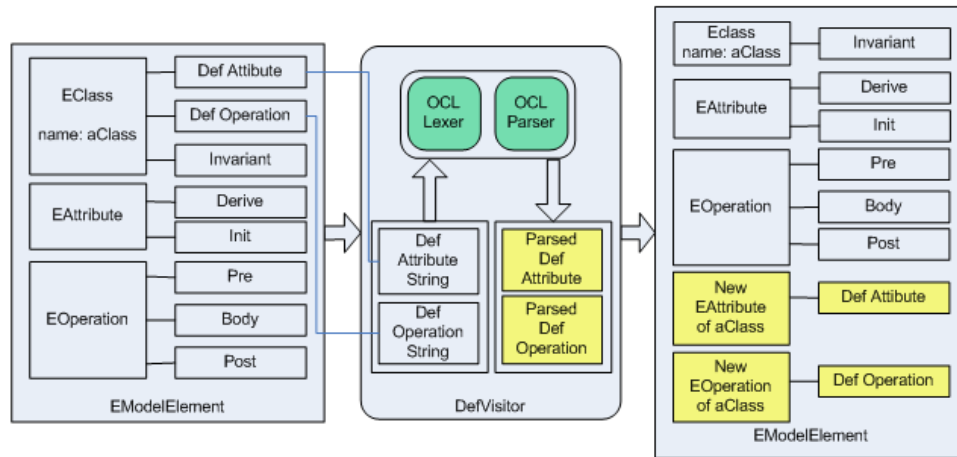 EClass
name: aClass
Def Attibute
Def Operation
Invariant
EAttribute
Derive
Init
EOperation
Pre
Body
Post
EModelElement
OCL
Lexer
OCL
Parser
Def
Attribute
String
Def
Operation
String
Parsed
Def
Attribute
Parsed
Def
Operation
DefVisitor
Eclass
name: aClass
Invariant
EAttribute
Derive
Init
EOperation
Pre
Body
Post
New
EAttribute
of aClass
Def Attibute
New
EOperation
of aClass
Def Operation
EModelElement